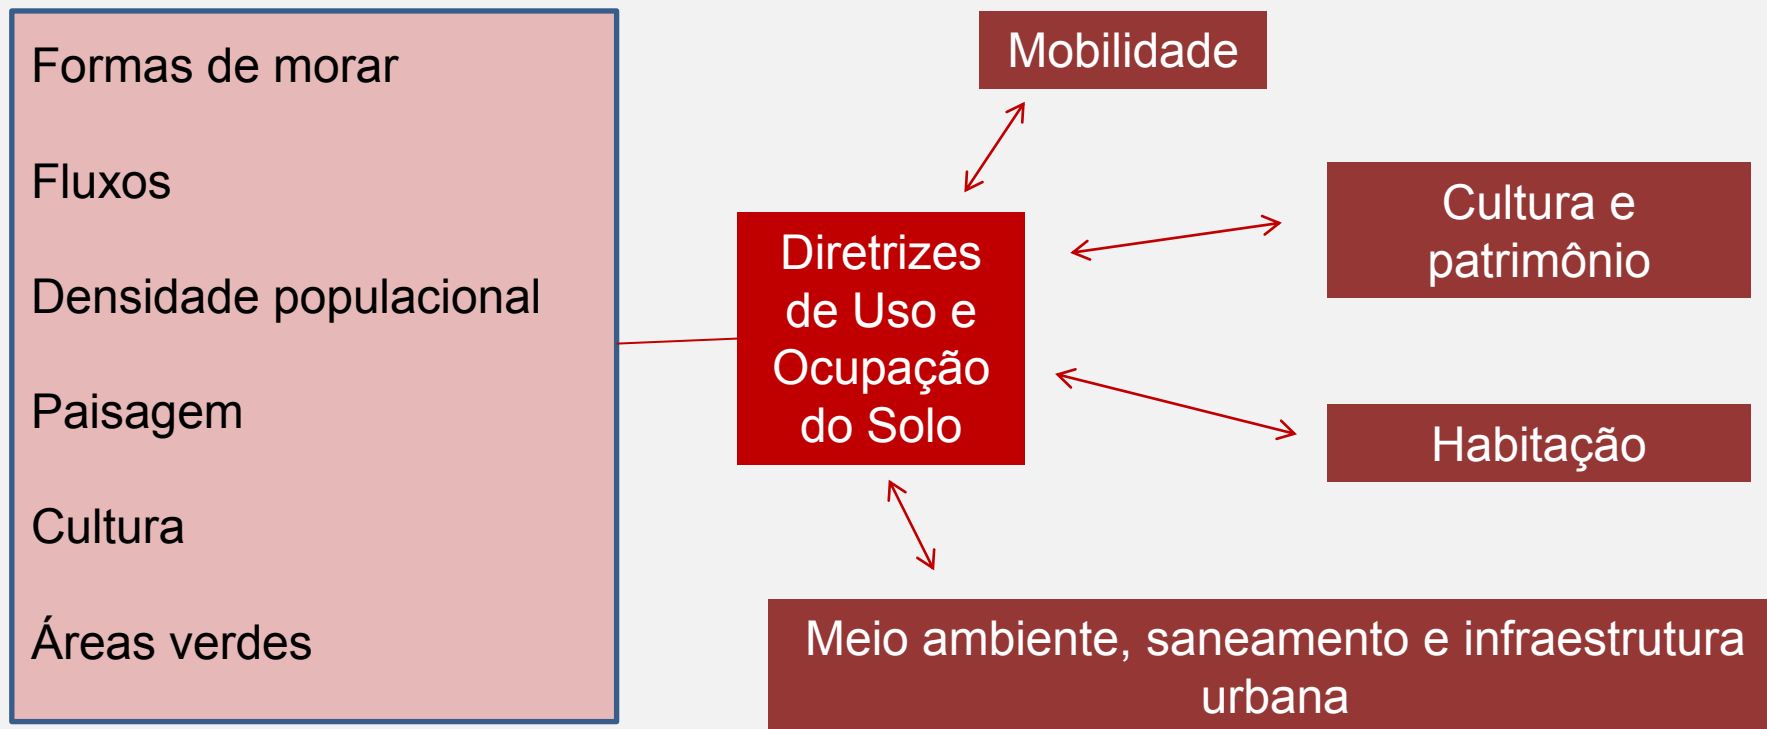 Formas de morar
Fluxos
Densidade populacional
Paisagem
Cultura
Áreas verdes
Diretrizes
de Uso e
Ocupação
do Solo
Mobilidade
Cultura e
patrimônio
Habitação
Meio ambiente, saneamento e infraestrutura
urbana